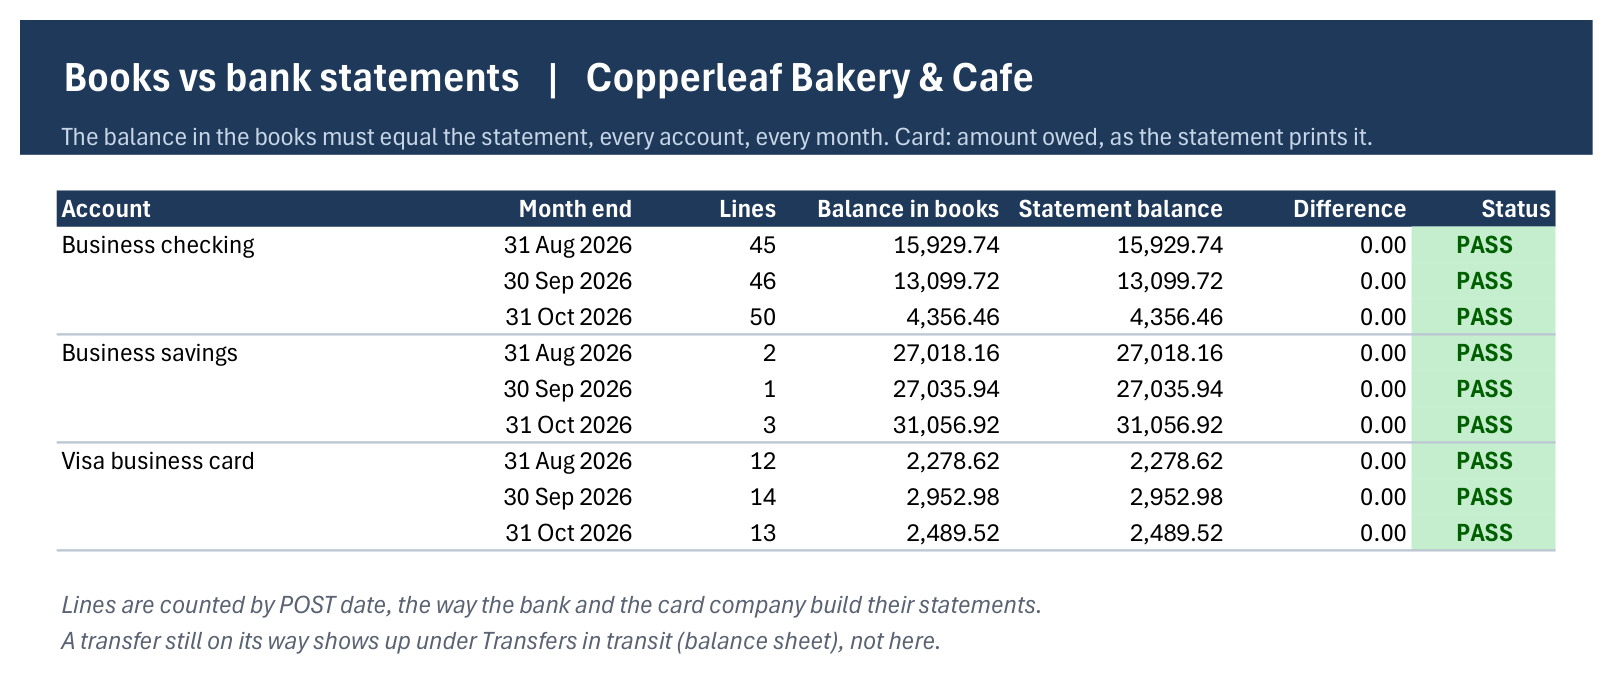 Books vs bank statements | Copperleaf Bakery & Cafe
The balance in the books must equal the statement, every account, every month. Card: amount owed, as the statement prints it.
Account Month end Lines Balance in books Statement balance Difference Status
Business checking 31 Aug 2026 45 15,929.74 15,929.74 0.00 PASS
30 Sep 2026 46 13,099.72 13,099.72 0.00 PASS
31 Oct 2026 50 4,356.46 4,356.46 0.00 PASS
Business savings 31 Aug 2026 2 27,018.16 27,018.16 0.00 PASS
30 Sep 2026 1 27,035.94 27,035.94 0.00 PASS
31 Oct 2026 3 31,056.92 31,056.92 0.00 PASS
Visa business card 31 Aug 2026 12 2,278.62 2,278.62 0.00 PASS
30 Sep 2026 14 2,952.98 2,952.98 0.00 PASS
31 Oct 2026 13 2,489.52 2,489.52 0.00 PASS
Lines are counted by POST date, the way the bank and the card company build their statements.
A transfer still on its way shows up under Transfers in transit (balance sheet), not here.